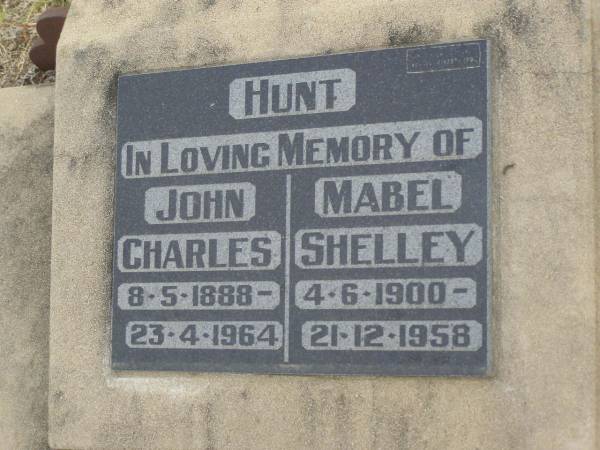 HUNT
IN LOVING MEMORY OF
JOHN
CHARLES
8·5·1888–
23·4·1964
MABEL
SHELLEY
4·6·1900–
21·12·1958